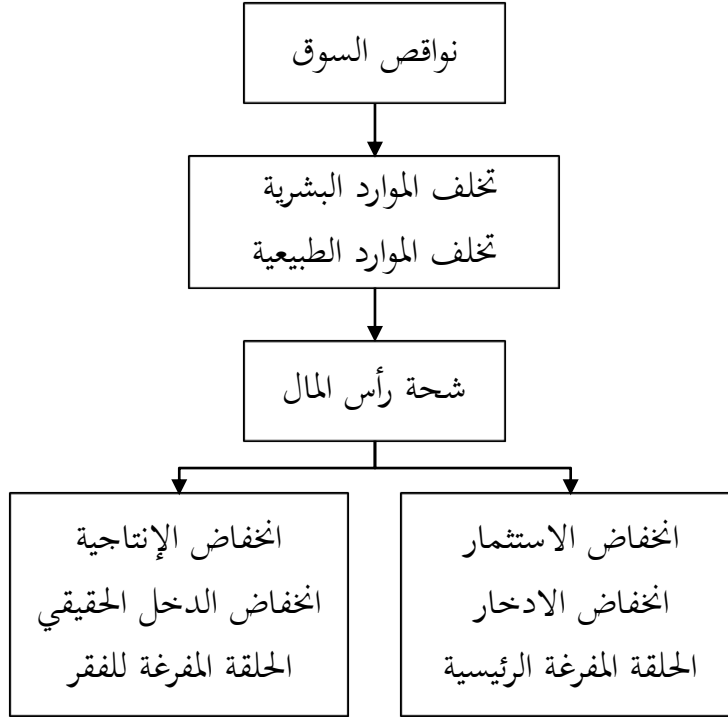 نواقص السوق
تخلف الموارد البشرية
تخلف الموارد الطبيعية
شحة رأس المال
انخفاض الاستثمار
انخفاض الادخار
الحلقة المفرغة الرئيسية
انخفاض الإنتاجية
انخفاض الدخل الحقيقي
الحلقة المفرغة للفقر